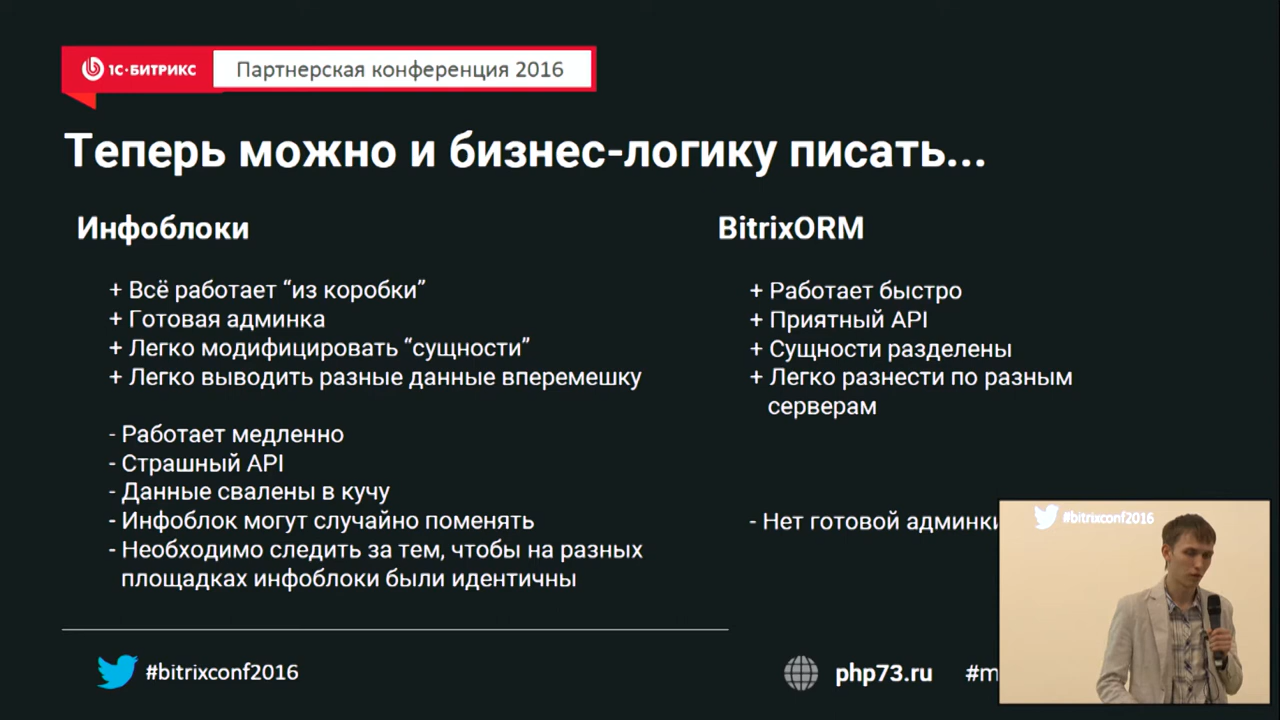 1С·БИТРИКС
Партнерская конференция 2016
Теперь можно и бизнес-логику писать...
Инфоблоки
+ Всё работает “из коробки”
+ Готовая админка
+ Легко модифицировать “сущности”
+ Легко выводить разные данные вперемешку
- Работает медленно
- Страшный API
- Данные свалены в кучу
- Инфоблок могут случайно поменять
- Необходимо следить за тем, чтобы на разных
площадках инфоблоки были идентичны
BitrixORM
+ Работает быстро
+ Приятный API
+ Сущности разделены
+ Легко разнести по разным
серверам
- Нет готовой админки
#bitrixconf2016
#bitrixconf2016
php73.ru